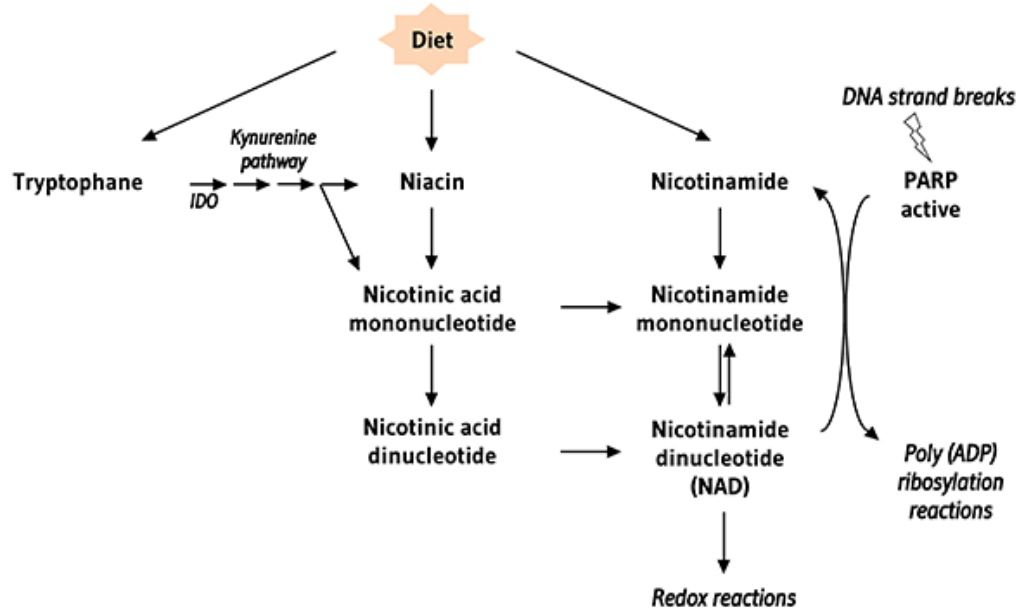 Diet
DNA strand breaks
Kynurenine
pathway
Tryptophane
IDO
Niacin
Nicotinamide
PARP
active
Nicotinic acid
mononucleotide
Nicotinamide
mononucleotide
Nicotinic acid
dinucleotide
Nicotinamide
dinucleotide
(NAD)
Poly (ADP)
ribosylation
reactions
Redox reactions